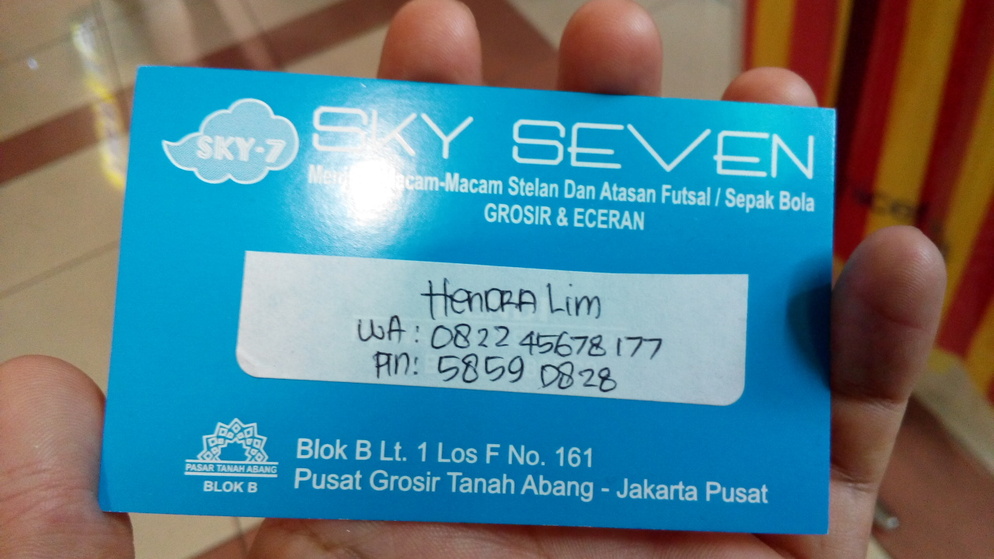 SKY-7
SKY SEVEN
Macam-Macam Stelan Dan Atasan Futsal / Sepak Bola
GROSIR & ECERAN
Hendra Lim
WA: 0822 45678 177
PIN: 5859 D828
PASAR TANAH ABANG
BLOK B
Blok B Lt. 1 Los F No. 161
Pusat Grosir Tanah Abang - Jakarta Pusat